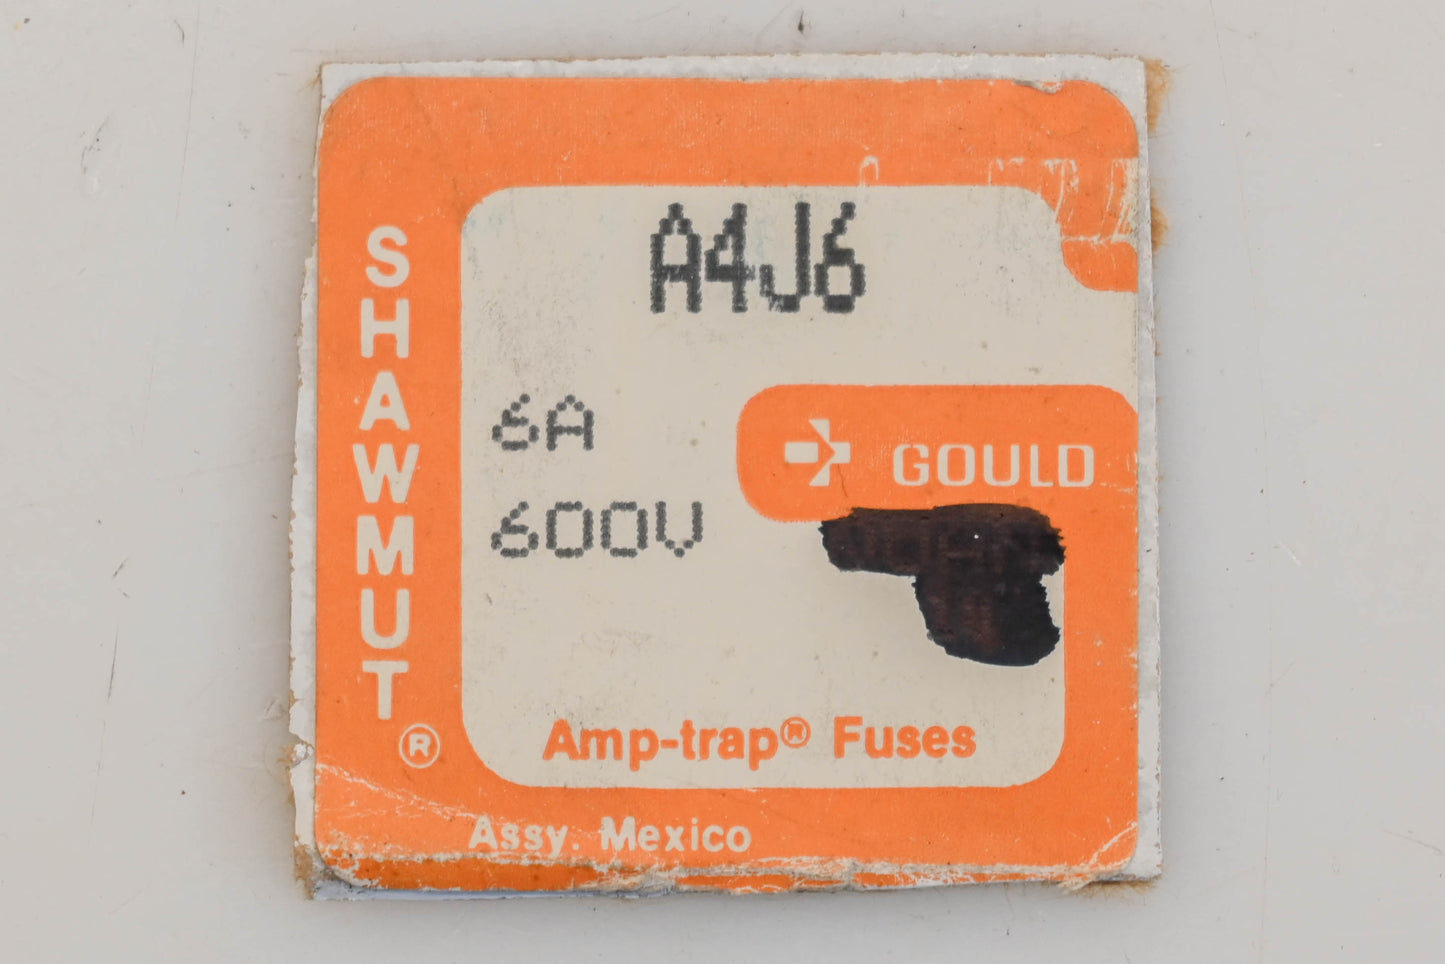 SHAWMUT®
A4J6
6A
600V
GOULD
Amp-trap® Fuses
Assy. Mexico